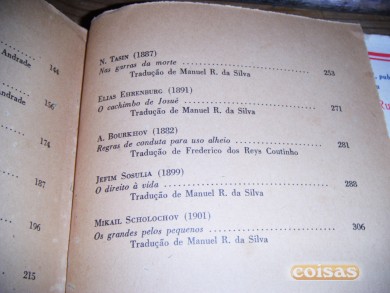 Andrade
144
156
Andrade
174
187
196
215
N. TASIN (1887)
Nas garras da morte
Tradução de Manuel R. da Silva
253
ELIAS EHRENBURG (1891)
O cachimbo de Josué
Tradução de Manuel R. da Silva
271
A. BOURKHOV (1882)
Regras de conduta para uso alheio
Tradução de Frederico dos Reys Coutinho
281
JEFIM SOSULIA (1899)
O direito à vida
Tradução de Manuel R. da Silva
288
MIKAIL SCHOLOCHOV (1901)
Os grandes pelos pequenos
Tradução de Manuel R. da Silva
306
coisas